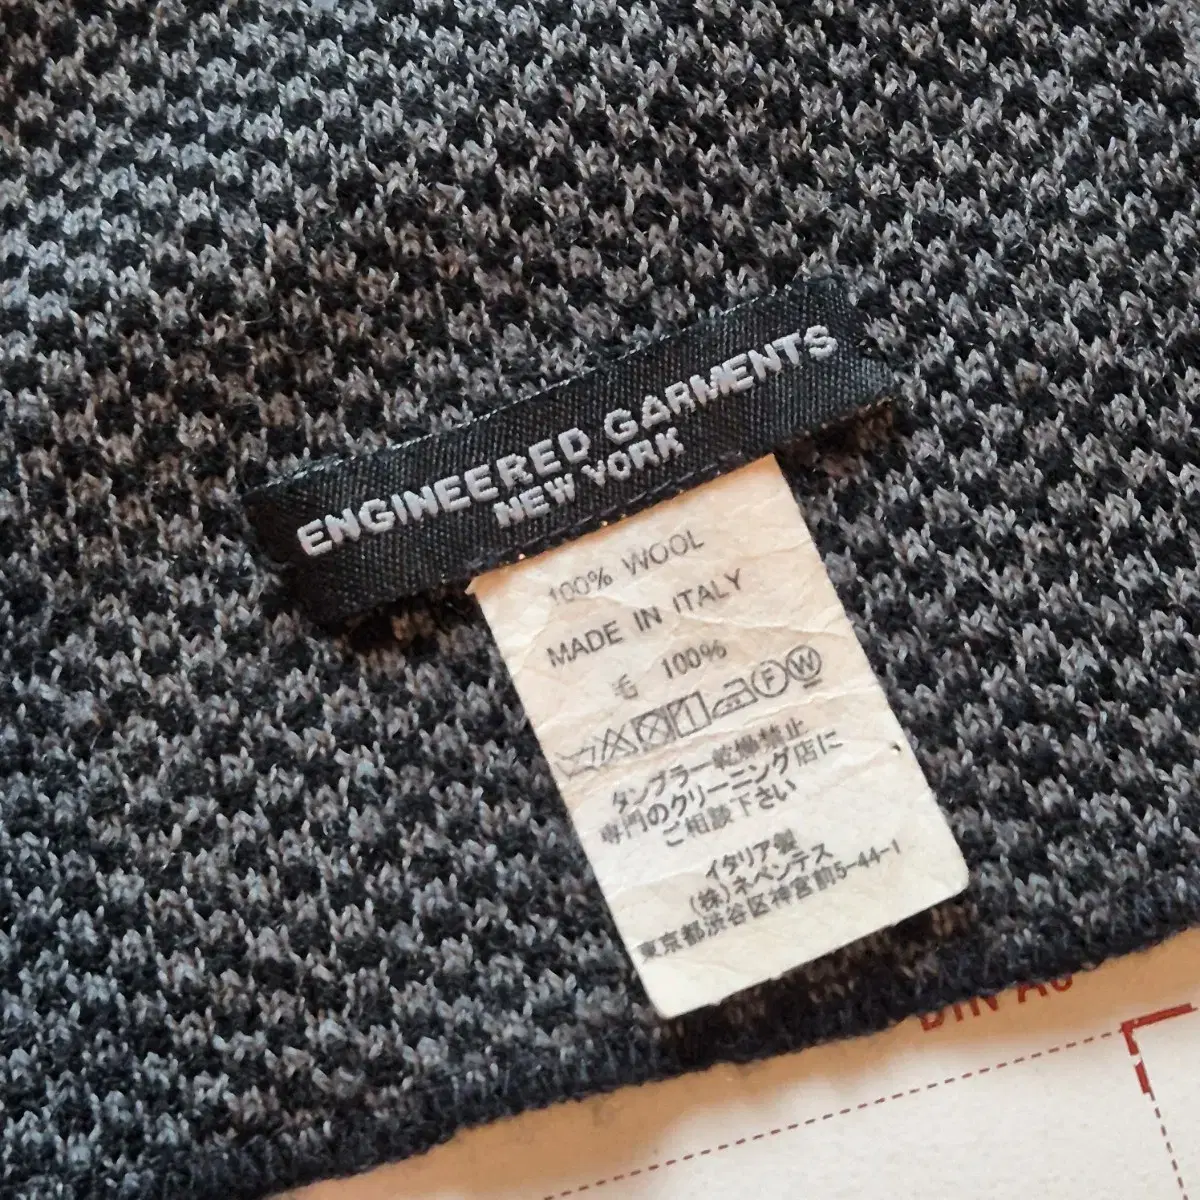 ENGINEERED GARMENTS
NEW YORK
100% WOOL
MADE IN ITALY
毛 100%
F W
タンブラー乾燥禁止
専門のクリーニング店に
ご相談下さい
イタリア製
(株)ネペンテス
東京都渋谷区神宮前5-44-1
DIN A6